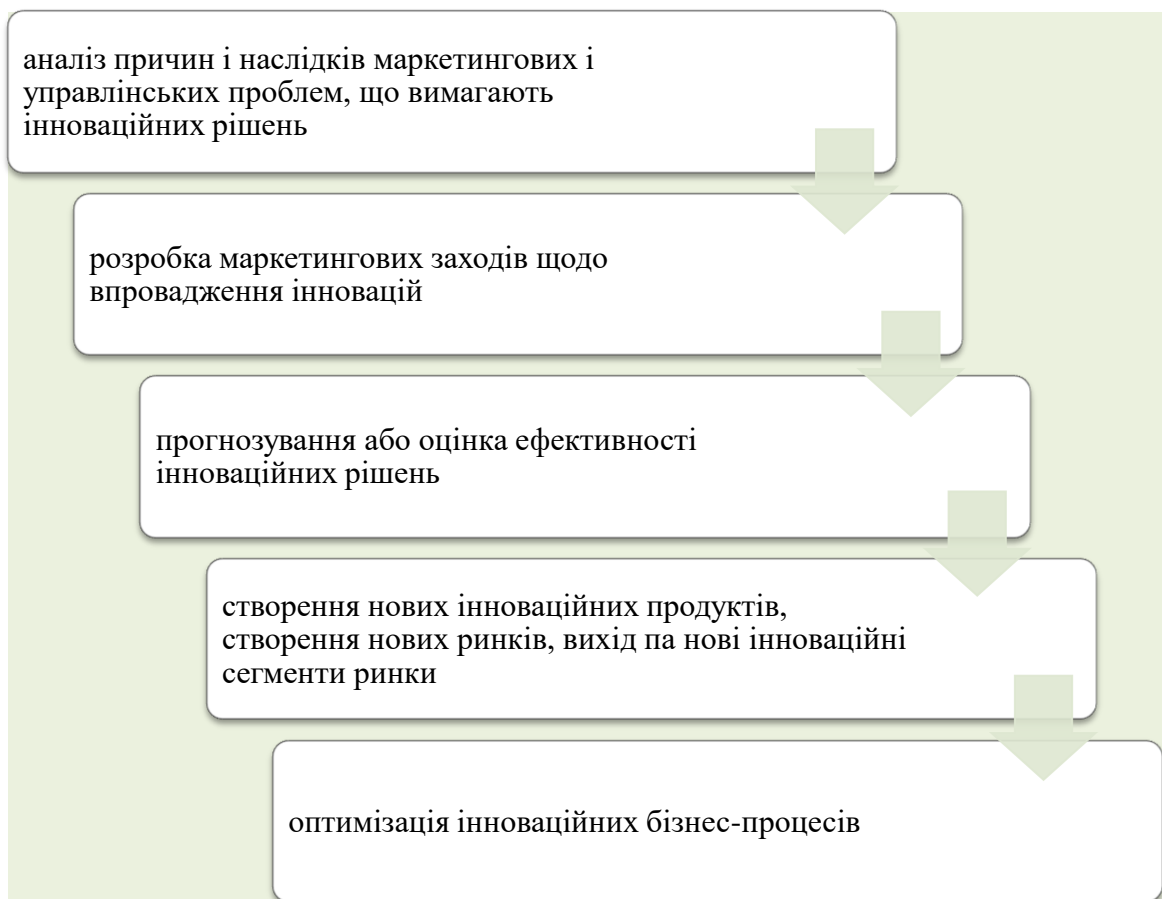 аналіз причин і наслідків маркетингових і
управлінських проблем, що вимагають
інноваційних рішень
розробка маркетингових заходів щодо
впровадження інновацій
прогнозування або оцінка ефективності
інноваційних рішень
створення нових інноваційних продуктів,
створення нових ринків, вихід па нові інноваційні
сегменти ринки
оптимізація інноваційних бізнес-процесів